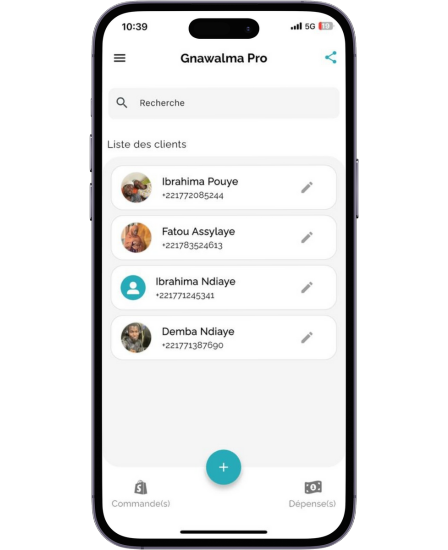 10:39
5G
Gnawalma Pro
Recherche
Liste des clients
Ibrahima Pouye
+221772085244
Fatou Assylaye
+221783524613
Ibrahima Ndiaye
+221771245341
Demba Ndiaye
+221771387690
+
Commande(s)
Dépense(s)